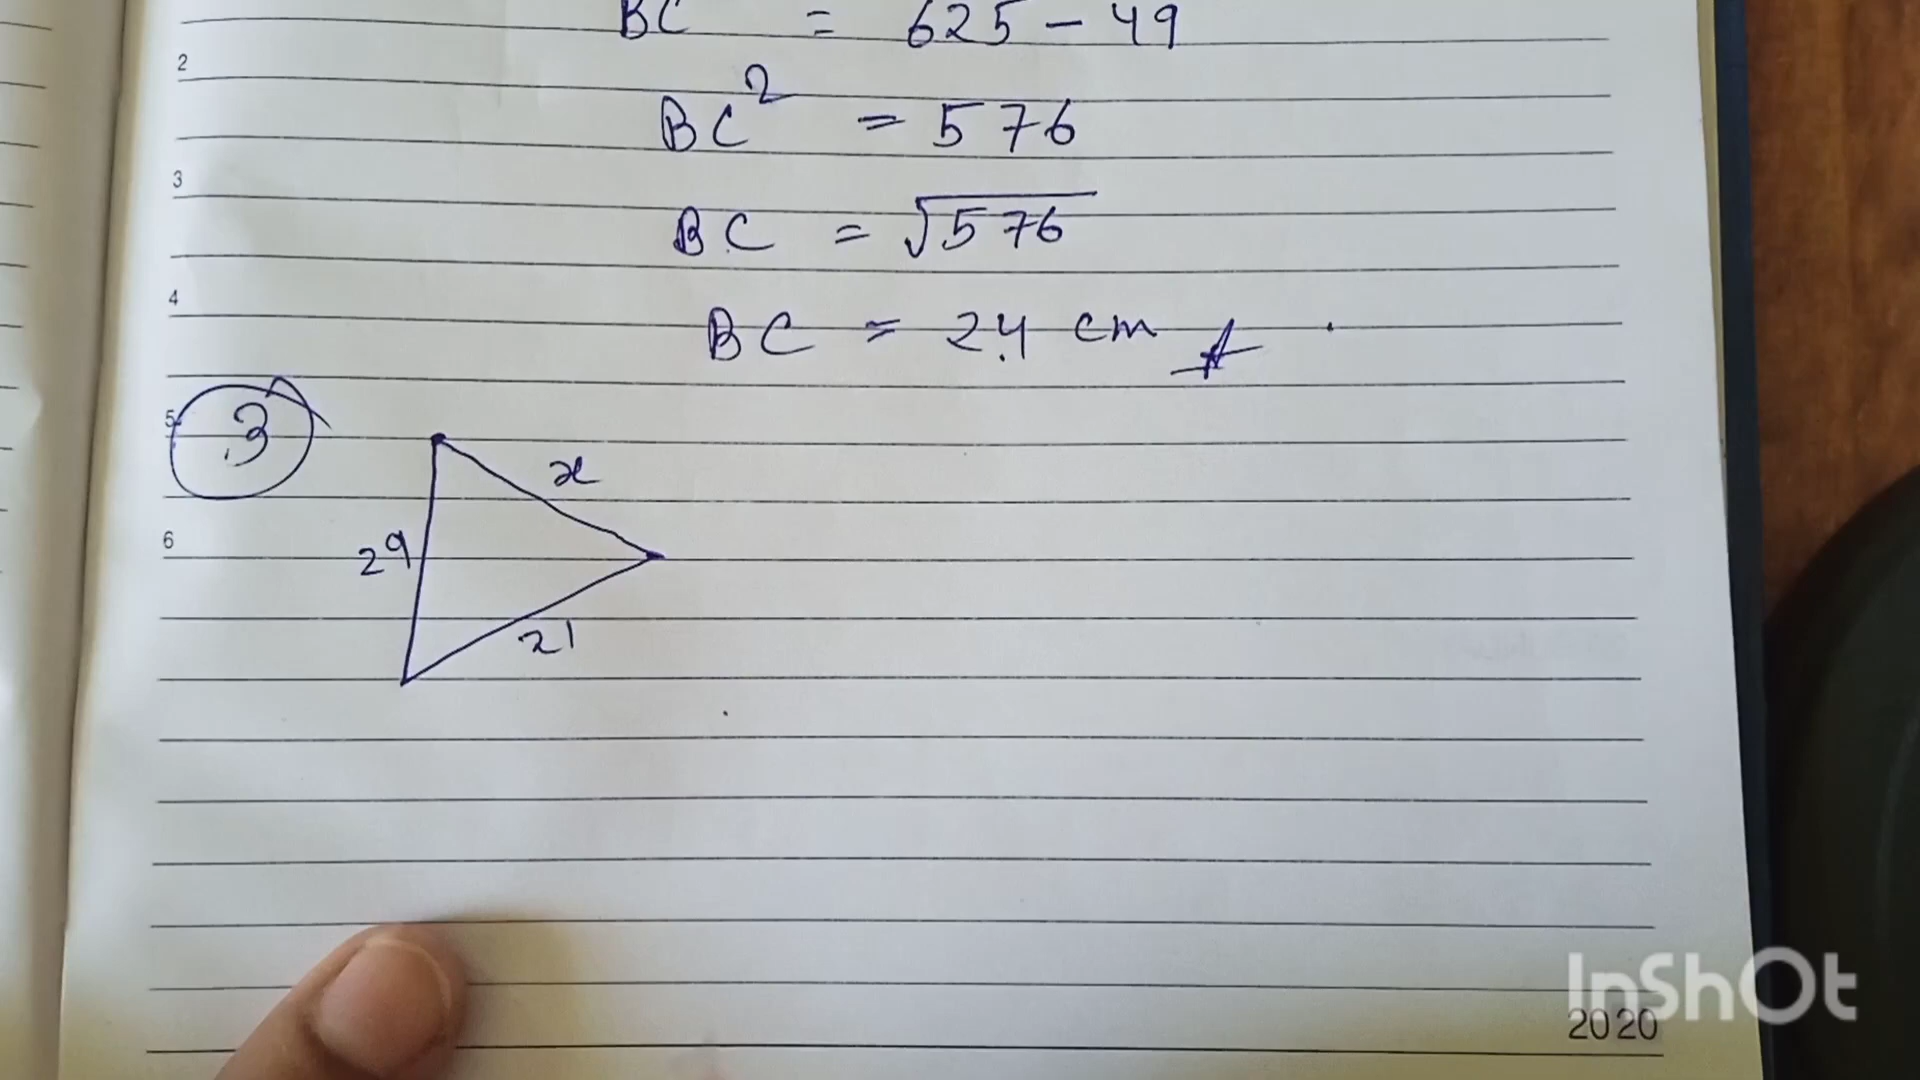 BC = 625 - 49
2
BC² = 576
3
BC = √576
4
BC = 24 cm
5
3
x
6
29
21
InShOt
2020